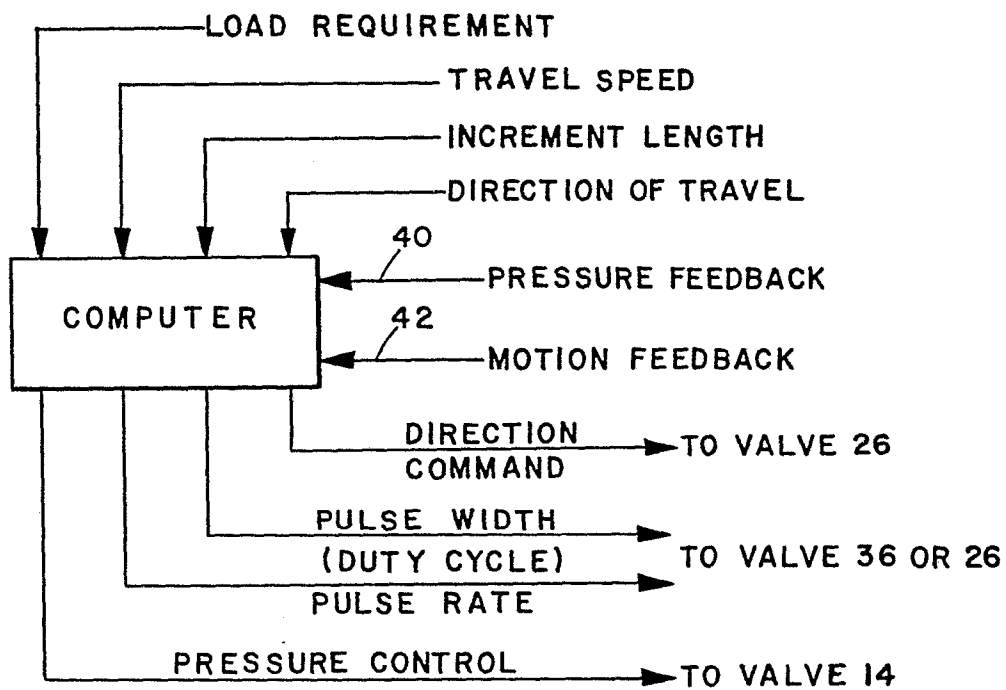 LOAD REQUIREMENT
TRAVEL SPEED
INCREMENT LENGTH
DIRECTION OF TRAVEL
40
PRESSURE FEEDBACK
COMPUTER
42
MOTION FEEDBACK
DIRECTION
COMMAND
TO VALVE 26
PULSE WIDTH
(DUTY CYCLE)
TO VALVE 36 OR 26
PULSE RATE
PRESSURE CONTROL
TO VALVE 14